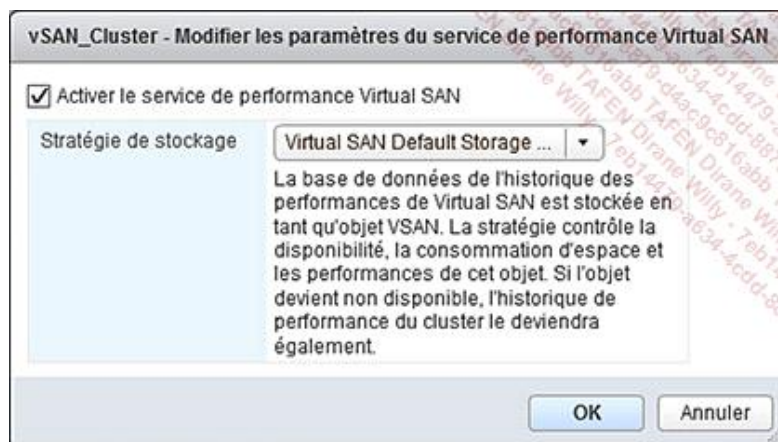 vSAN_Cluster - Modifier les paramètres du service de performance Virtual SAN
Activer le service de performance Virtual SAN
Stratégie de stockage
Virtual SAN Default Storage ...
La base de données de l'historique des
performances de Virtual SAN est stockée en
tant qu'objet VSAN. La stratégie contrôle la
disponibilité, la consommation d'espace et
les performances de cet objet. Si l'objet
devient non disponible, l'historique de
performance du cluster le deviendra
également.
OK
Annuler